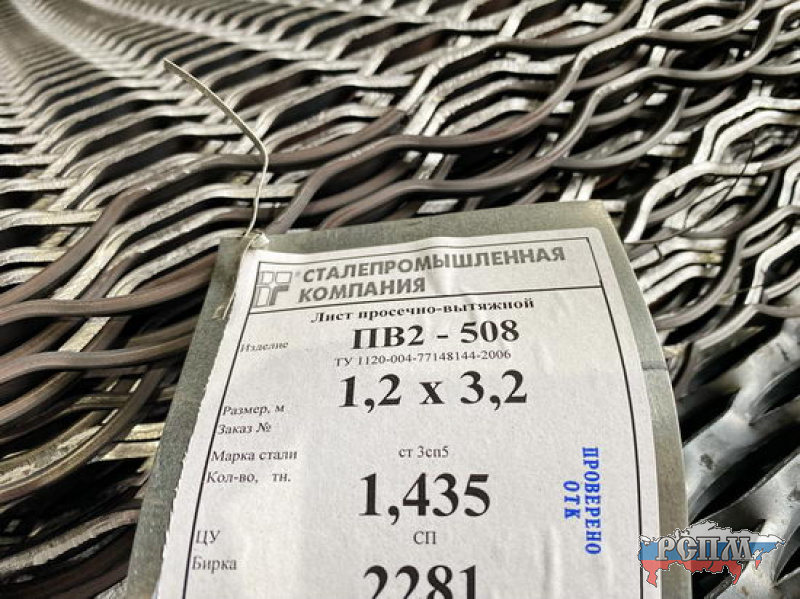 СТАЛЕПРОМЫШЛЕННАЯ
КОМПАНИЯ
Лист просечно-вытяжной
Изделие ПВ2 - 508
ТУ 1120-004-77148144-2006
Размер, м 1,2 х 3,2
Заказ №
Марка стали ст 3сп5
Кол-во, тн. 1,435
ПРОВЕРЕНО
ОТК
ЦУ СП
Бирка 2281
РСПМ